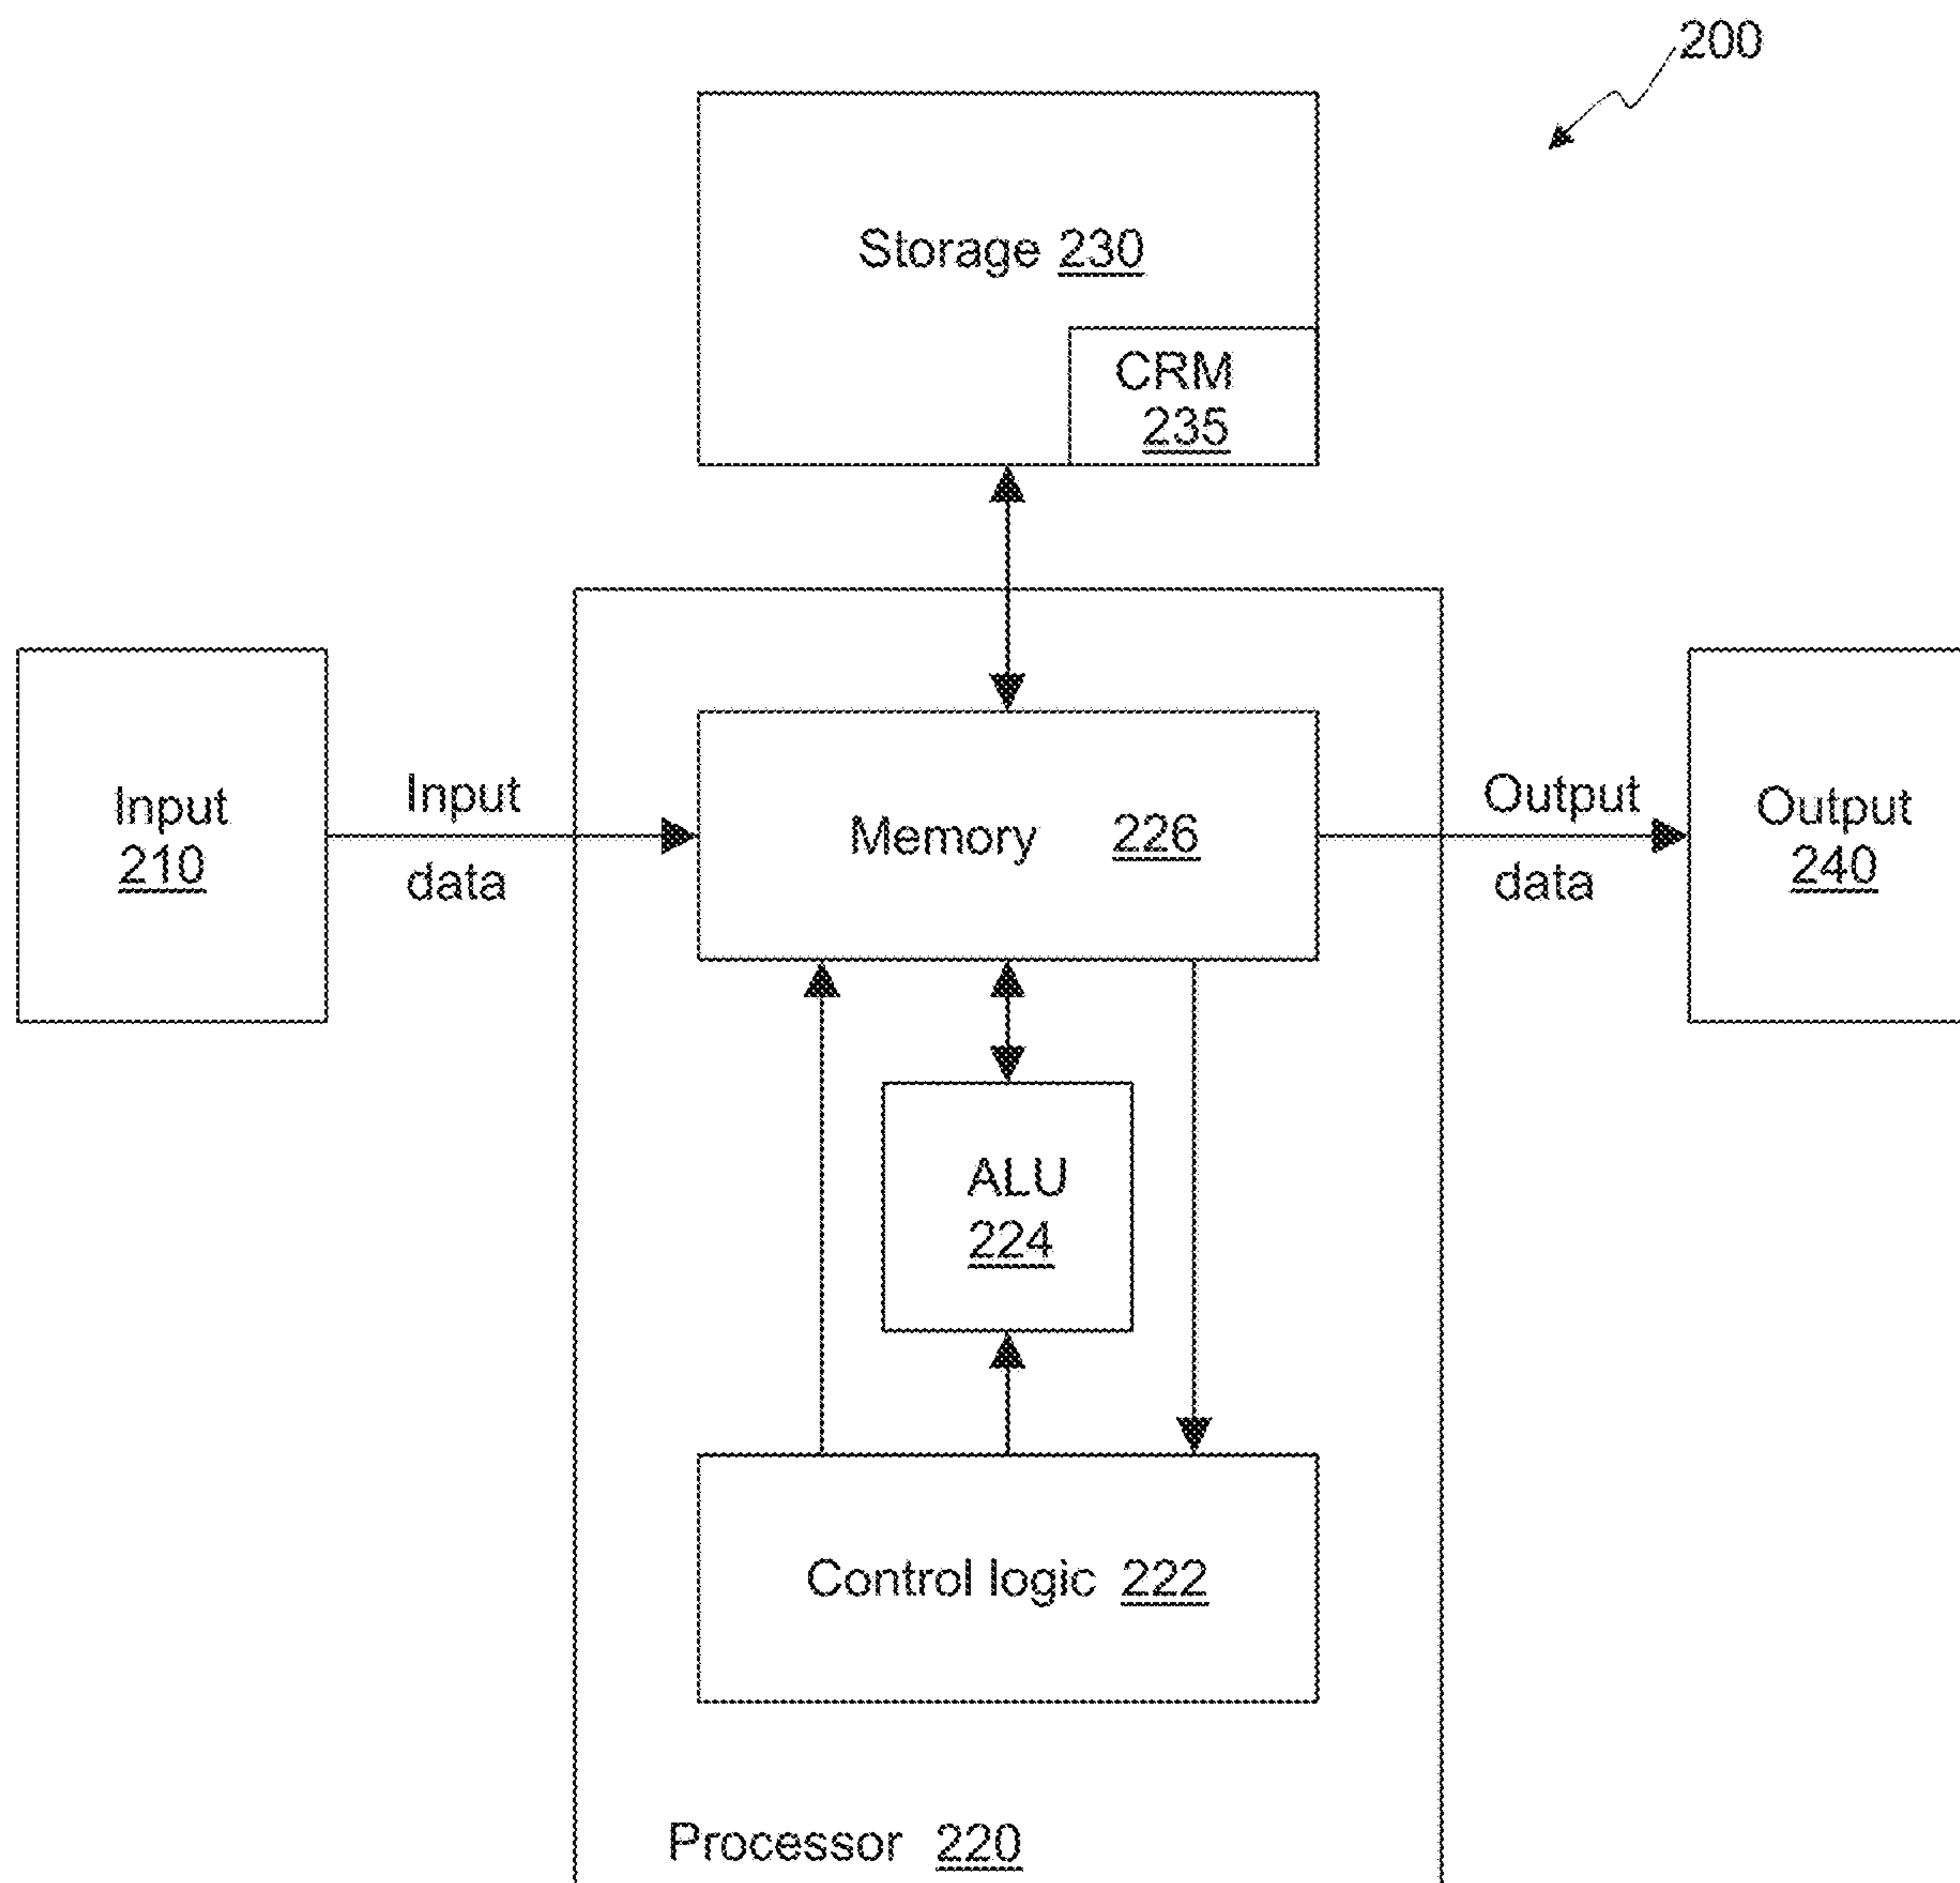 200
Storage 230
CRM
235
Input
210
Input
data
Memory 226
Output
data
Output
240
ALU
224
Control logic 222
Processor 220